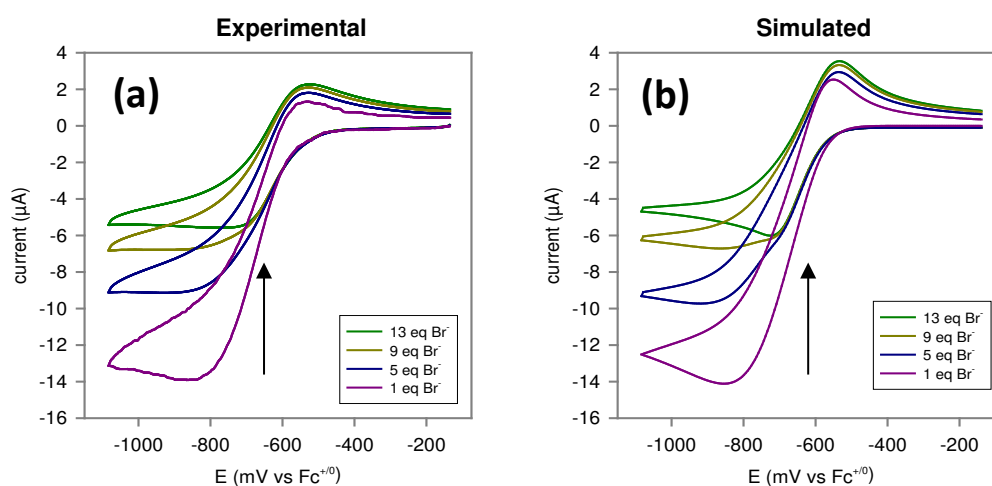 Experimental
(a)
4
2
0
-2
-4
-6
-8
-10
-12
-14
-16
current (µA)
-1000
-800
-600
-400
-200
E (mV vs Fc⁺ᐟ⁰)
13 eq Br⁻
9 eq Br⁻
5 eq Br⁻
1 eq Br⁻
Simulated
(b)
4
2
0
-2
-4
-6
-8
-10
-12
-14
-16
current (µA)
-1000
-800
-600
-400
-200
E (mV vs Fc⁺ᐟ⁰)
13 eq Br⁻
9 eq Br⁻
5 eq Br⁻
1 eq Br⁻